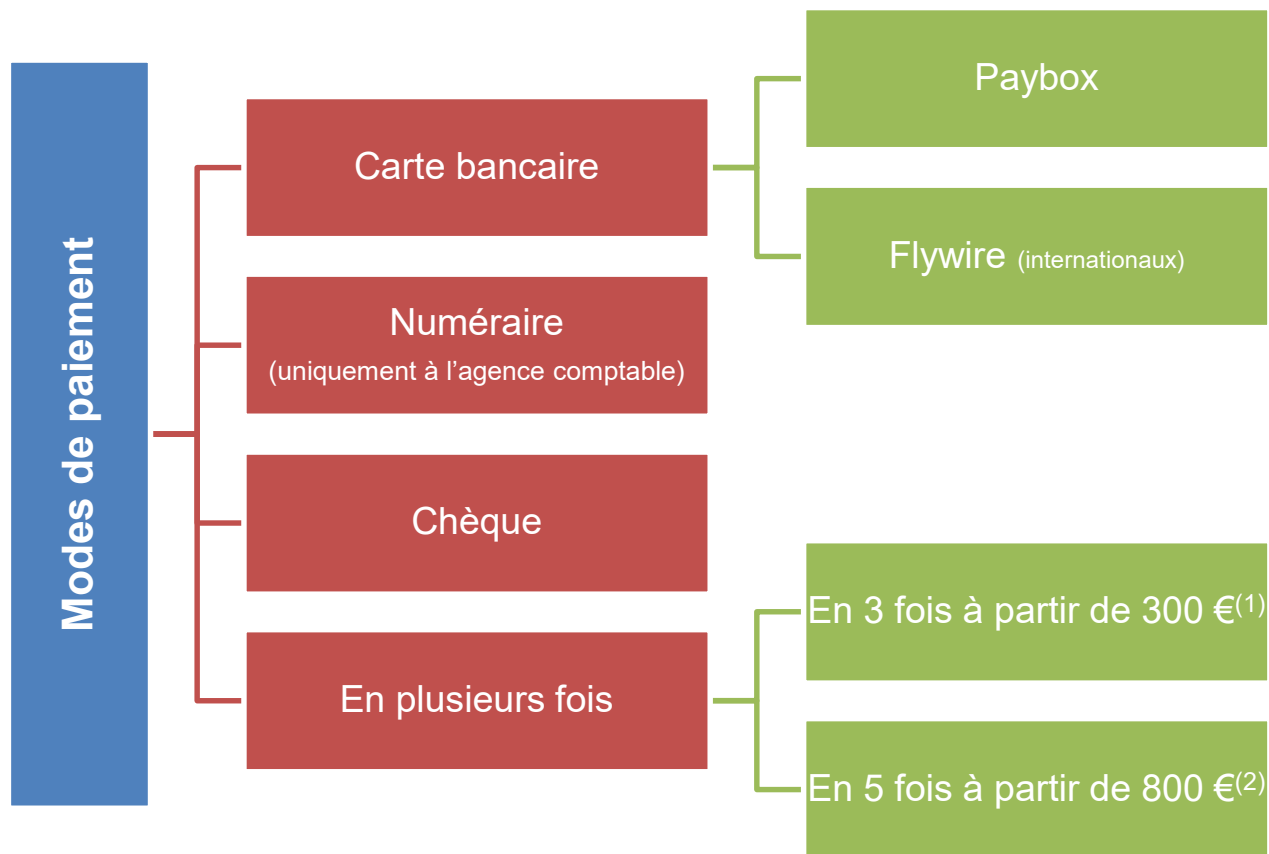 Modes de paiement
Carte bancaire
Paybox
Flywire (internationaux)
Numéraire
(uniquement à l’agence comptable)
Chèque
En plusieurs fois
En 3 fois à partir de 300 €(1)
En 5 fois à partir de 800 €(2)